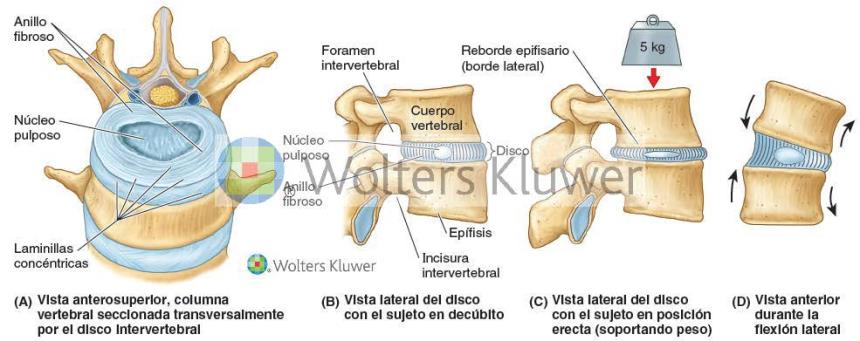 Anillo
fibroso
Núcleo
pulposo
Laminillas
concéntricas
Wolters Kluwer
(A) Vista anterosuperior, columna
vertebral seccionada transversalmente
por el disco intervertebral
Foramen
intervertebral
Cuerpo
vertebral
Núcleo
pulposo
Disco
Anillo
fibroso
® Wolters Kluwer
Epífisis
Incisura
intervertebral
(B) Vista lateral del disco
con el sujeto en decúbito
Reborde epifisario
(borde lateral)
5 kg
(C) Vista lateral del disco
con el sujeto en posición
erecta (soportando peso)
(D) Vista anterior
durante la
flexión lateral